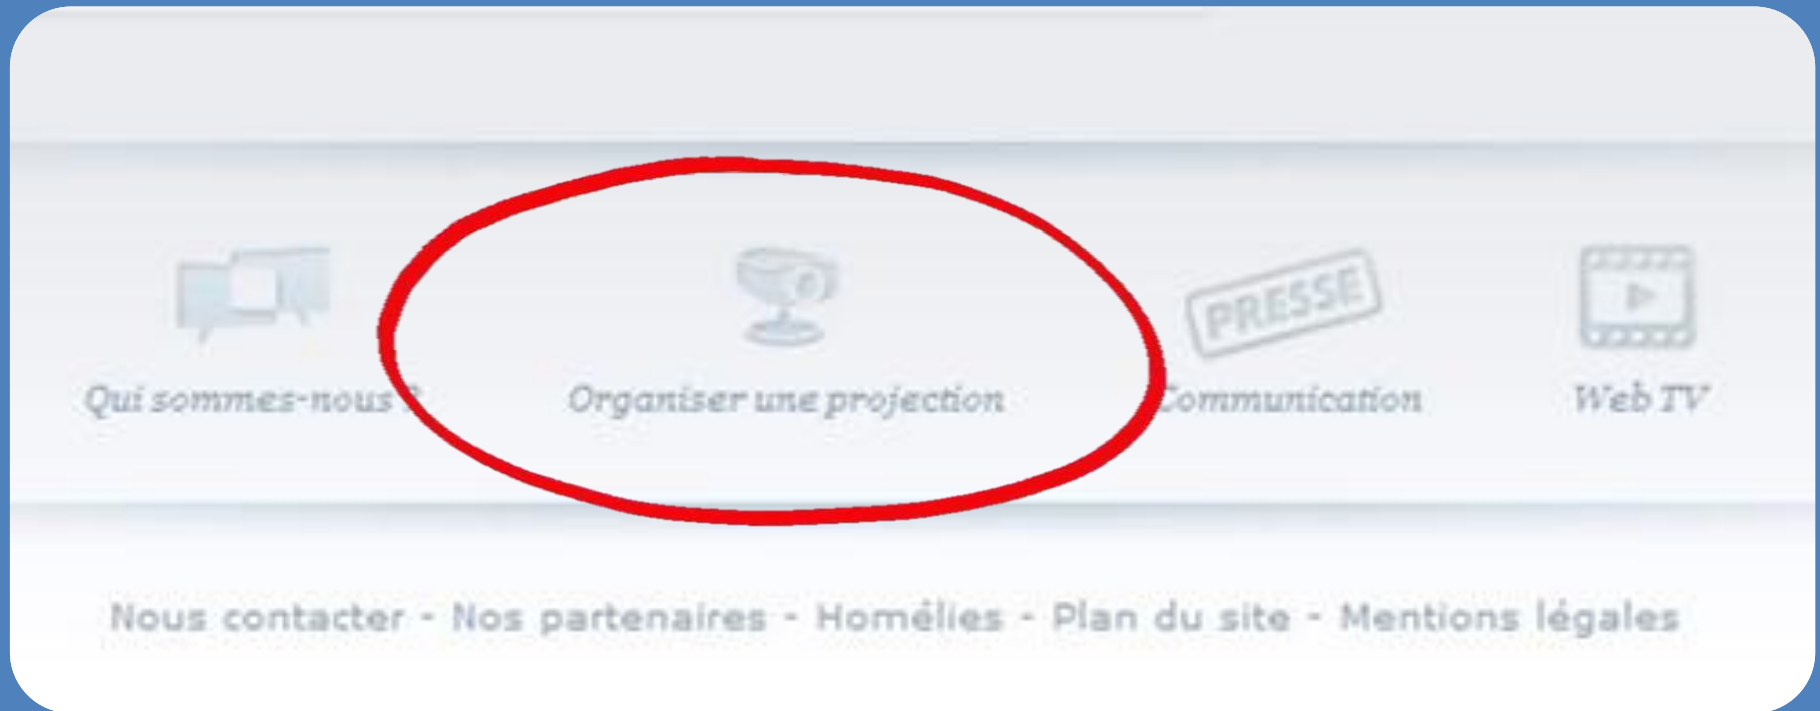 PRESSE
Qui sommes-nous ?
Organiser une projection
Communication
Web TV
Nous contacter - Nos partenaires - Homélies - Plan du site - Mentions légales